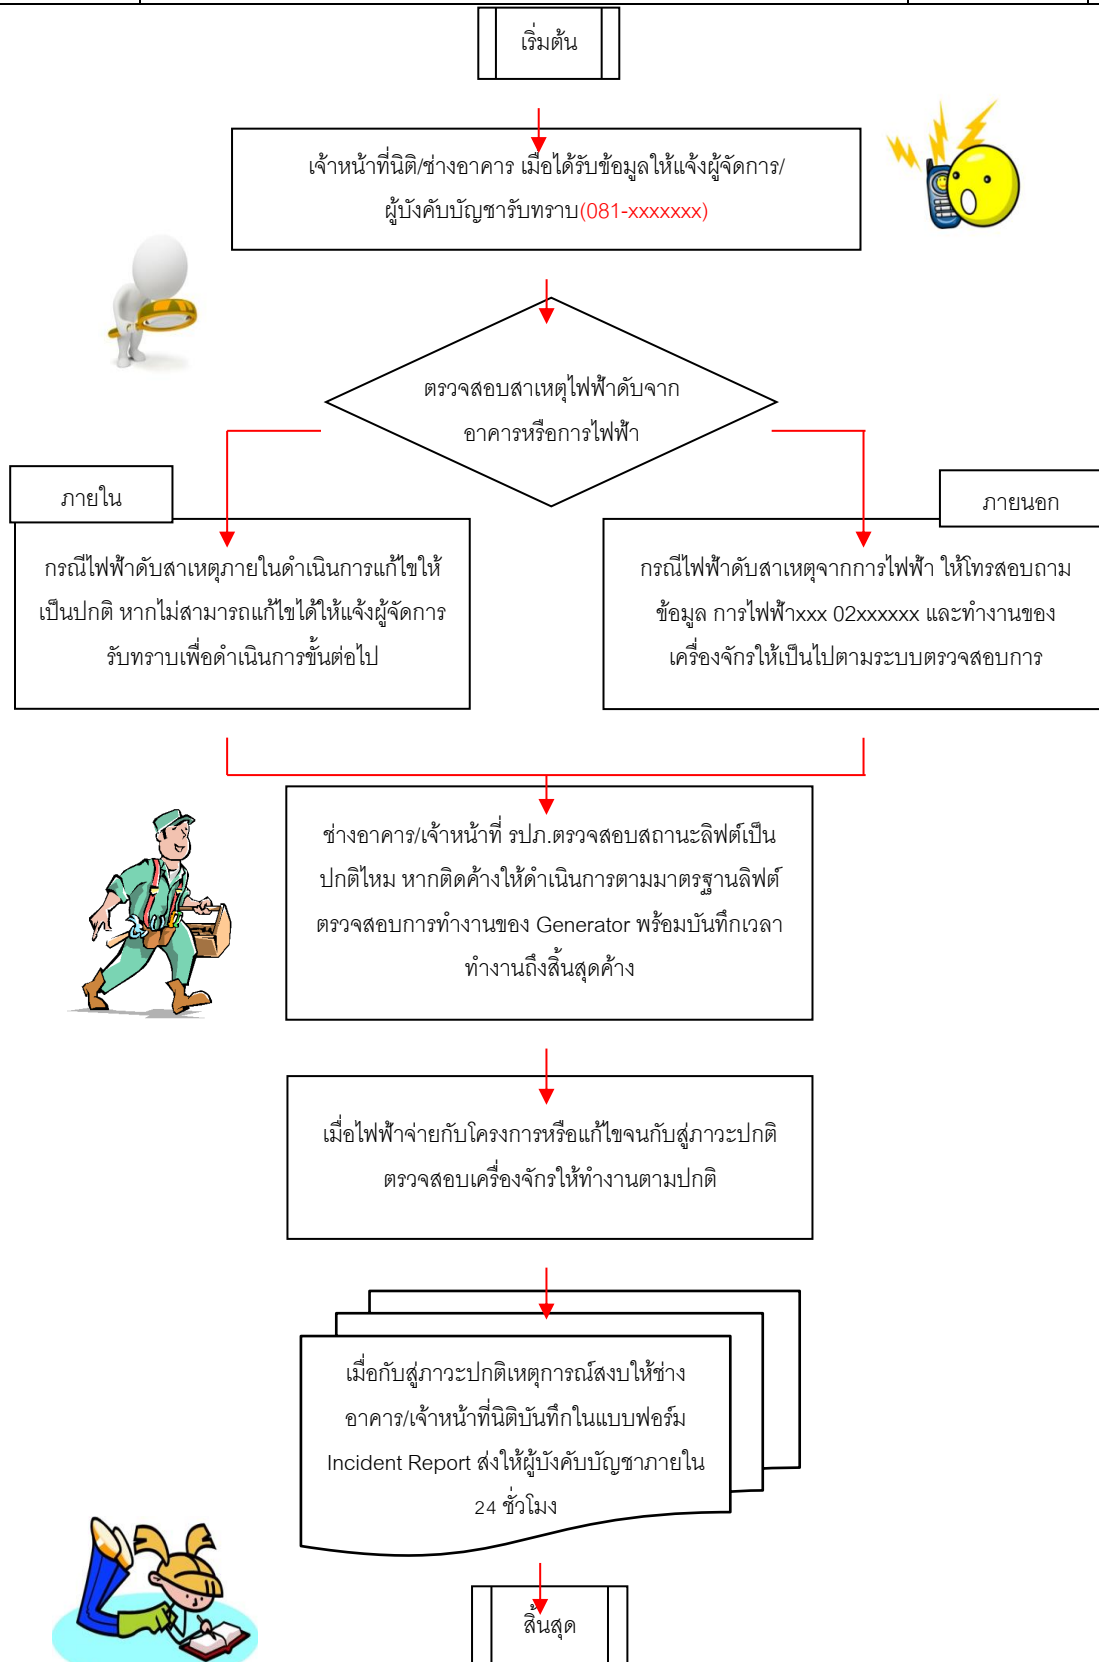 เริ่มต้น
เจ้าหน้าที่นิติ/ช่างอาคาร เมื่อได้รับข้อมูลให้แจ้งผู้จัดการ/
ผู้บังคับบัญชารับทราบ(081-xxxxxxx)
ตรวจสอบสาเหตุไฟฟ้าดับจาก
อาคารหรือการไฟฟ้า
ภายใน
ภายนอก
กรณีไฟฟ้าดับสาเหตุภายในดำเนินการแก้ไขให้
เป็นปกติ หากไม่สามารถแก้ไขได้ให้แจ้งผู้จัดการ
รับทราบเพื่อดำเนินการขั้นต่อไป
กรณีไฟฟ้าดับสาเหตุจากการไฟฟ้า ให้โทรสอบถาม
ข้อมูล การไฟฟ้าxxx 02xxxxxx และทำงานของ
เครื่องจักรให้เป็นไปตามระบบตรวจสอบการ
ช่างอาคาร/เจ้าหน้าที่ รปภ.ตรวจสอบสถานะลิฟต์เป็น
ปกติไหม หากติดค้างให้ดำเนินการตามมาตรฐานลิฟต์
ตรวจสอบการทำงานของ Generator พร้อมบันทึกเวลา
ทำงานถึงสิ้นสุดค้าง
เมื่อไฟฟ้าจ่ายกับโครงการหรือแก้ไขจนกับสู่ภาวะปกติ
ตรวจสอบเครื่องจักรให้ทำงานตามปกติ
เมื่อกับสู่ภาวะปกติเหตุการณ์สงบให้ช่าง
อาคาร/เจ้าหน้าที่นิติบันทึกในแบบฟอร์ม
Incident Report ส่งให้ผู้บังคับบัญชาภายใน
24 ชั่วโมง
สิ้นสุด